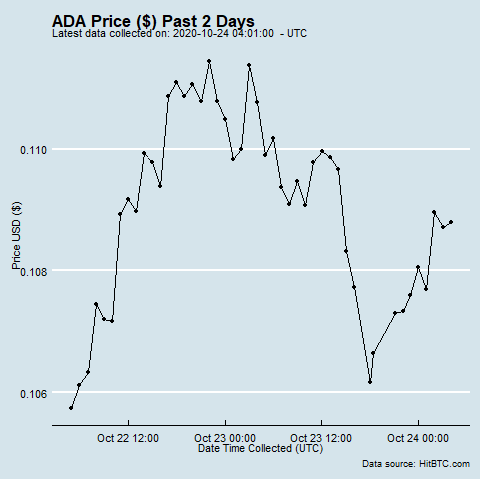 ADA Price ($) Past 2 Days
Latest data collected on: 2020-10-24 04:01:00  - UTC
0.110
Price USD ($)
0.108
0.106
Oct 22 12:00 Oct 23 00:00 Oct 23 12:00 Oct 24 00:00
Date Time Collected (UTC)
Data source: HitBTC.com